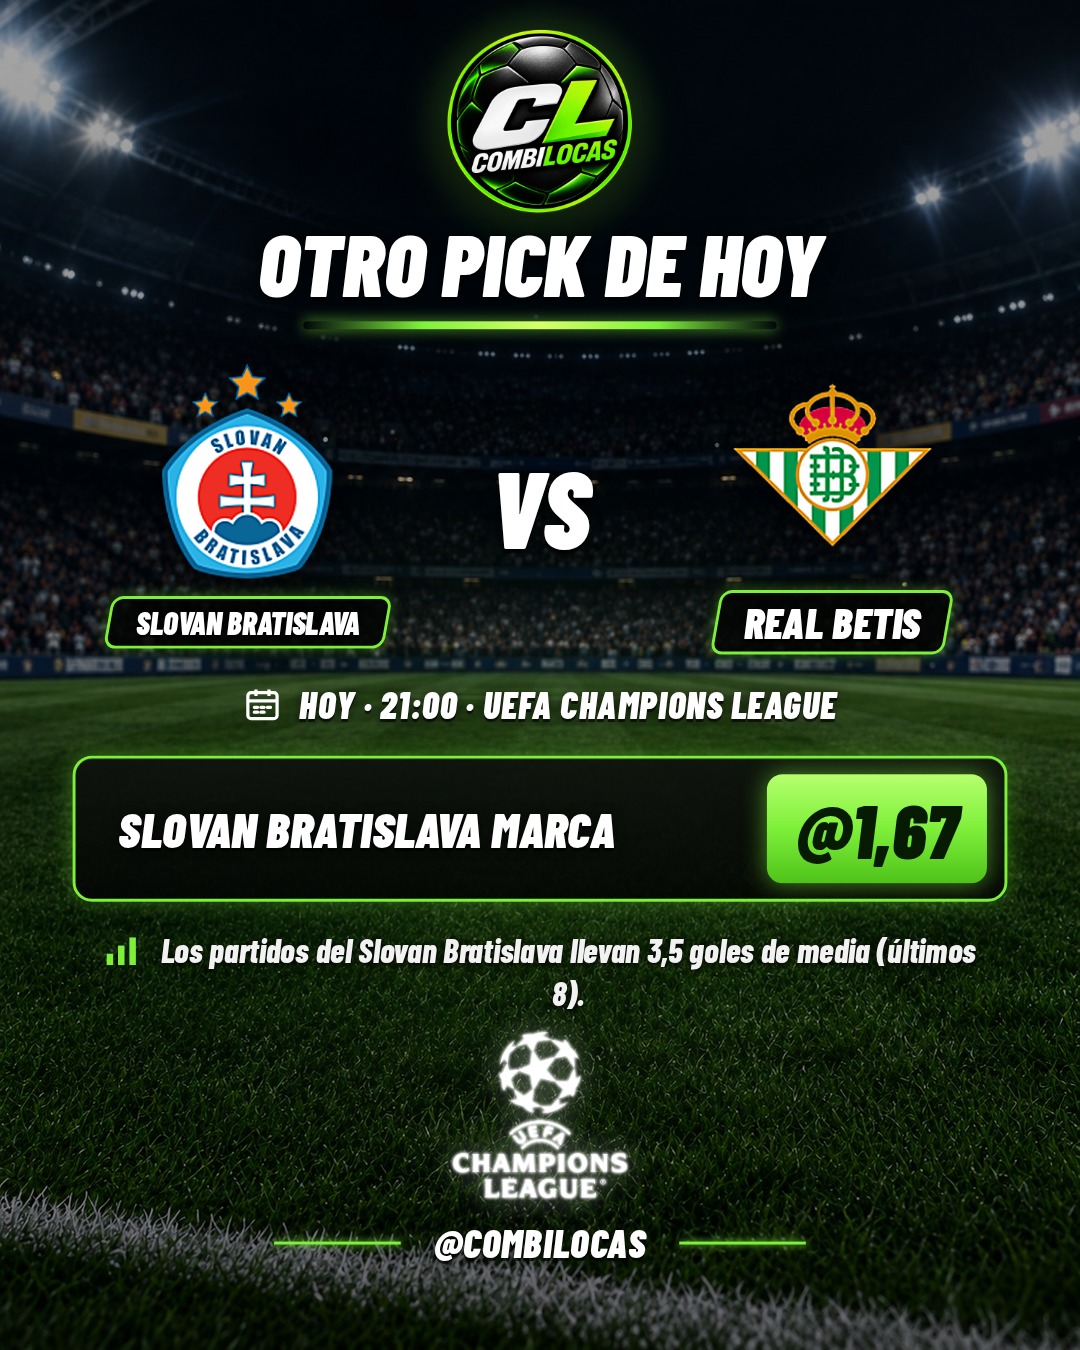 CL
COMBILOCAS
OTRO PICK DE HOY
SLOVAN
BRATISLAVA
VS
SLOVAN BRATISLAVA
REAL BETIS
HOY · 21:00 · UEFA CHAMPIONS LEAGUE
SLOVAN BRATISLAVA MARCA
@1,67
Los partidos del Slovan Bratislava llevan 3,5 goles de media (últimos
8).
UEFA
CHAMPIONS
LEAGUE®
@COMBILOCAS